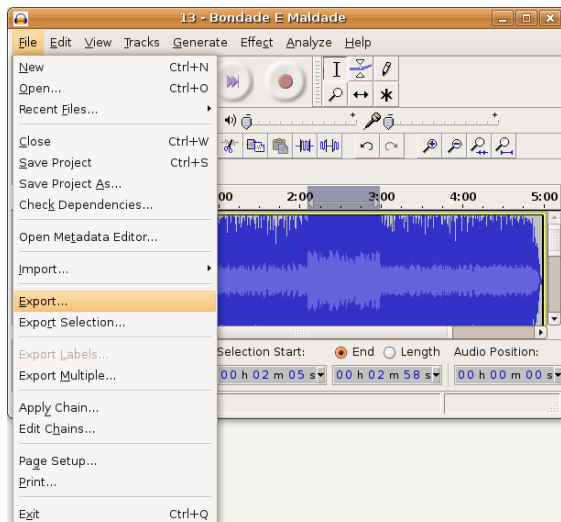 13 - Bondade E Maldade
File Edit View Tracks Generate Effect Analyze Help
New Ctrl+N
Open... Ctrl+O
Recent Files...
Close Ctrl+W
Save Project Ctrl+S
Save Project As...
Check Dependencies...
Open Metadata Editor...
Import...
Export...
Export Selection...
Export Labels...
Export Multiple...
Apply Chain...
Edit Chains...
Page Setup...
Print...
Exit Ctrl+Q
00 2:00 3:00 4:00 5:00
Selection Start: End Length Audio Position:
00 h 02 m 05 s 00 h 02 m 58 s 00 h 00 m 00 s